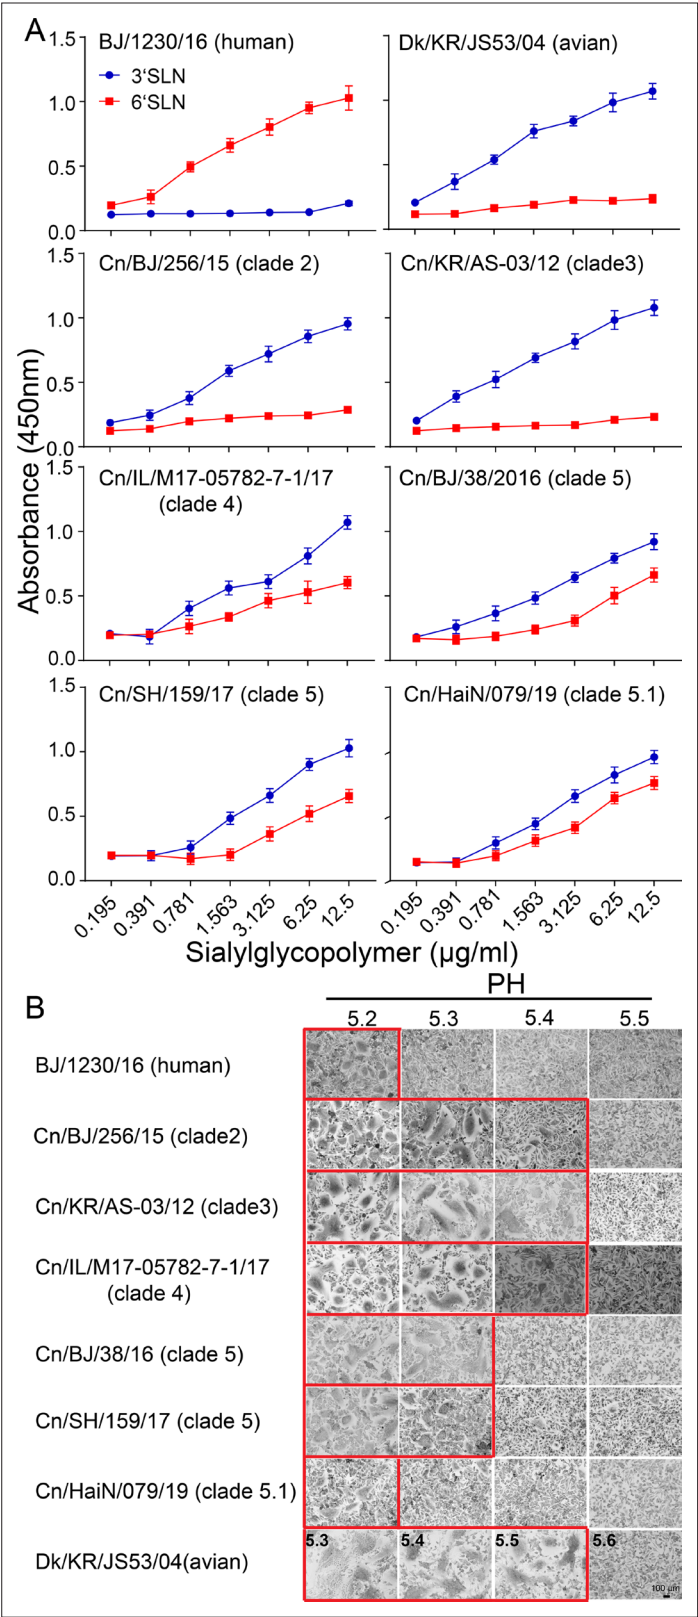 A
BJ/1230/16 (human)
3'SLN
6'SLN
Dk/KR/JS53/04 (avian)
1.5
1.0
0.5
0.0
Cn/BJ/256/15 (clade 2)
Cn/KR/AS-03/12 (clade3)
1.5
1.0
0.5
0.0
Absorbance (450nm)
Cn/IL/M17-05782-7-1/17
(clade 4)
Cn/BJ/38/2016 (clade 5)
1.5
1.0
0.5
0.0
Cn/SH/159/17 (clade 5)
Cn/HaiN/079/19 (clade 5.1)
1.5
1.0
0.5
0.0
0.195 0.391 0.781 1.563 3.125 6.25 12.5
0.195 0.391 0.781 1.563 3.125 6.25 12.5
Sialylglycopolymer (µg/ml)
B
PH
5.2 5.3 5.4 5.5
BJ/1230/16 (human)
Cn/BJ/256/15 (clade2)
Cn/KR/AS-03/12 (clade3)
Cn/IL/M17-05782-7-1/17
(clade 4)
Cn/BJ/38/16 (clade 5)
Cn/SH/159/17 (clade 5)
Cn/HaiN/079/19 (clade 5.1)
5.3 5.4 5.5 5.6
Dk/KR/JS53/04(avian)
100 µm